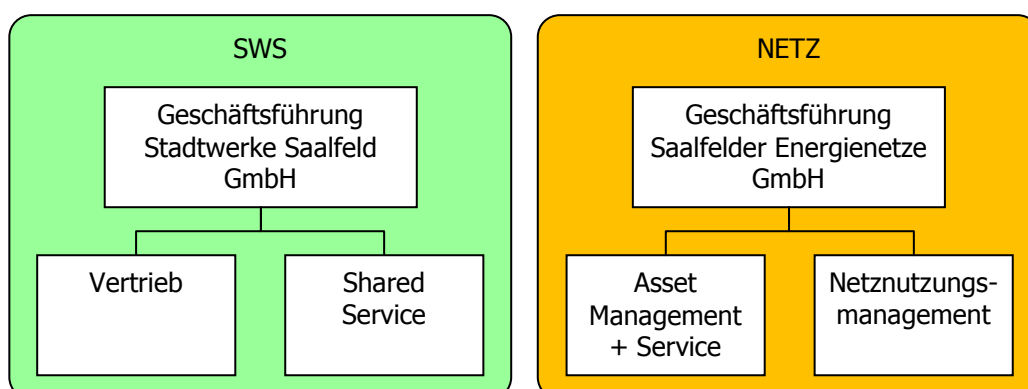 SWS
Geschäftsführung
Stadtwerke Saalfeld
GmbH
Vertrieb
Shared
Service
NETZ
Geschäftsführung
Saalfelder Energienetze
GmbH
Asset
Management
+ Service
Netznutzungs-
management